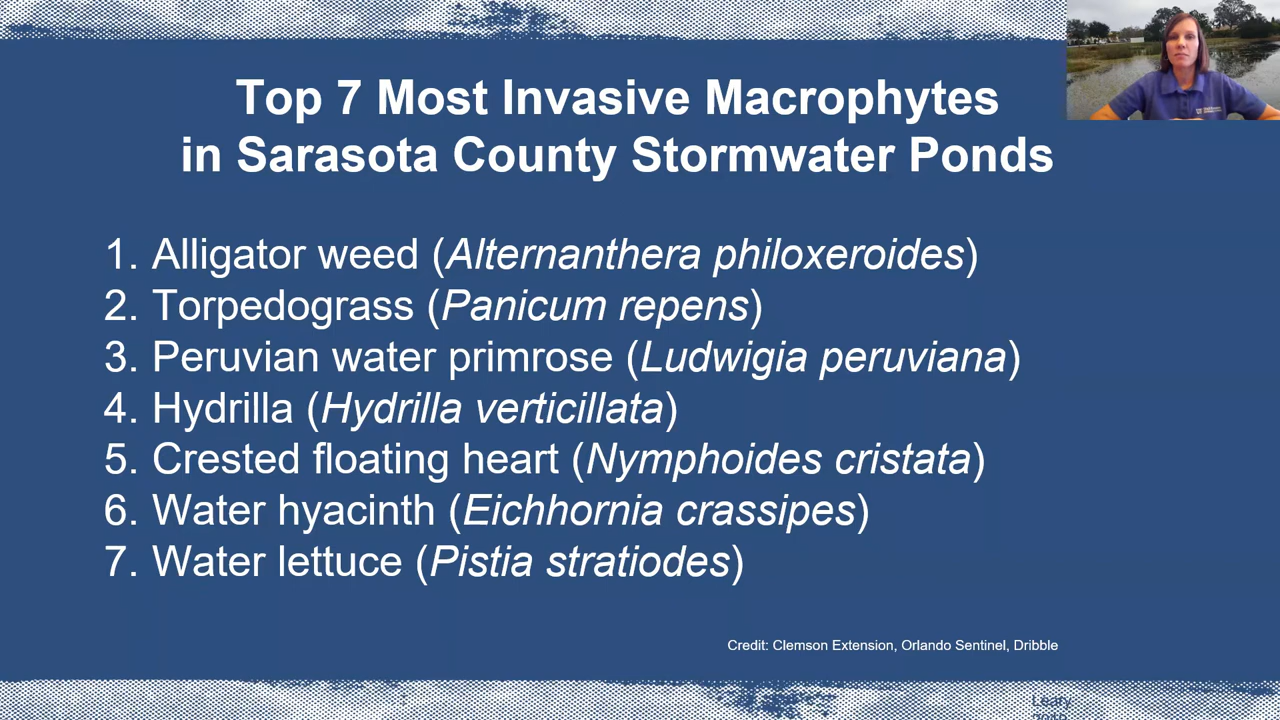 Top 7 Most Invasive Macrophytes
in Sarasota County Stormwater Ponds
1. Alligator weed (Alternanthera philoxeroides)
2. Torpedograss (Panicum repens)
3. Peruvian water primrose (Ludwigia peruviana)
4. Hydrilla (Hydrilla verticillata)
5. Crested floating heart (Nymphoides cristata)
6. Water hyacinth (Eichhornia crassipes)
7. Water lettuce (Pistia stratiodes)
Credit: Clemson Extension, Orlando Sentinel, Dribble
Leary